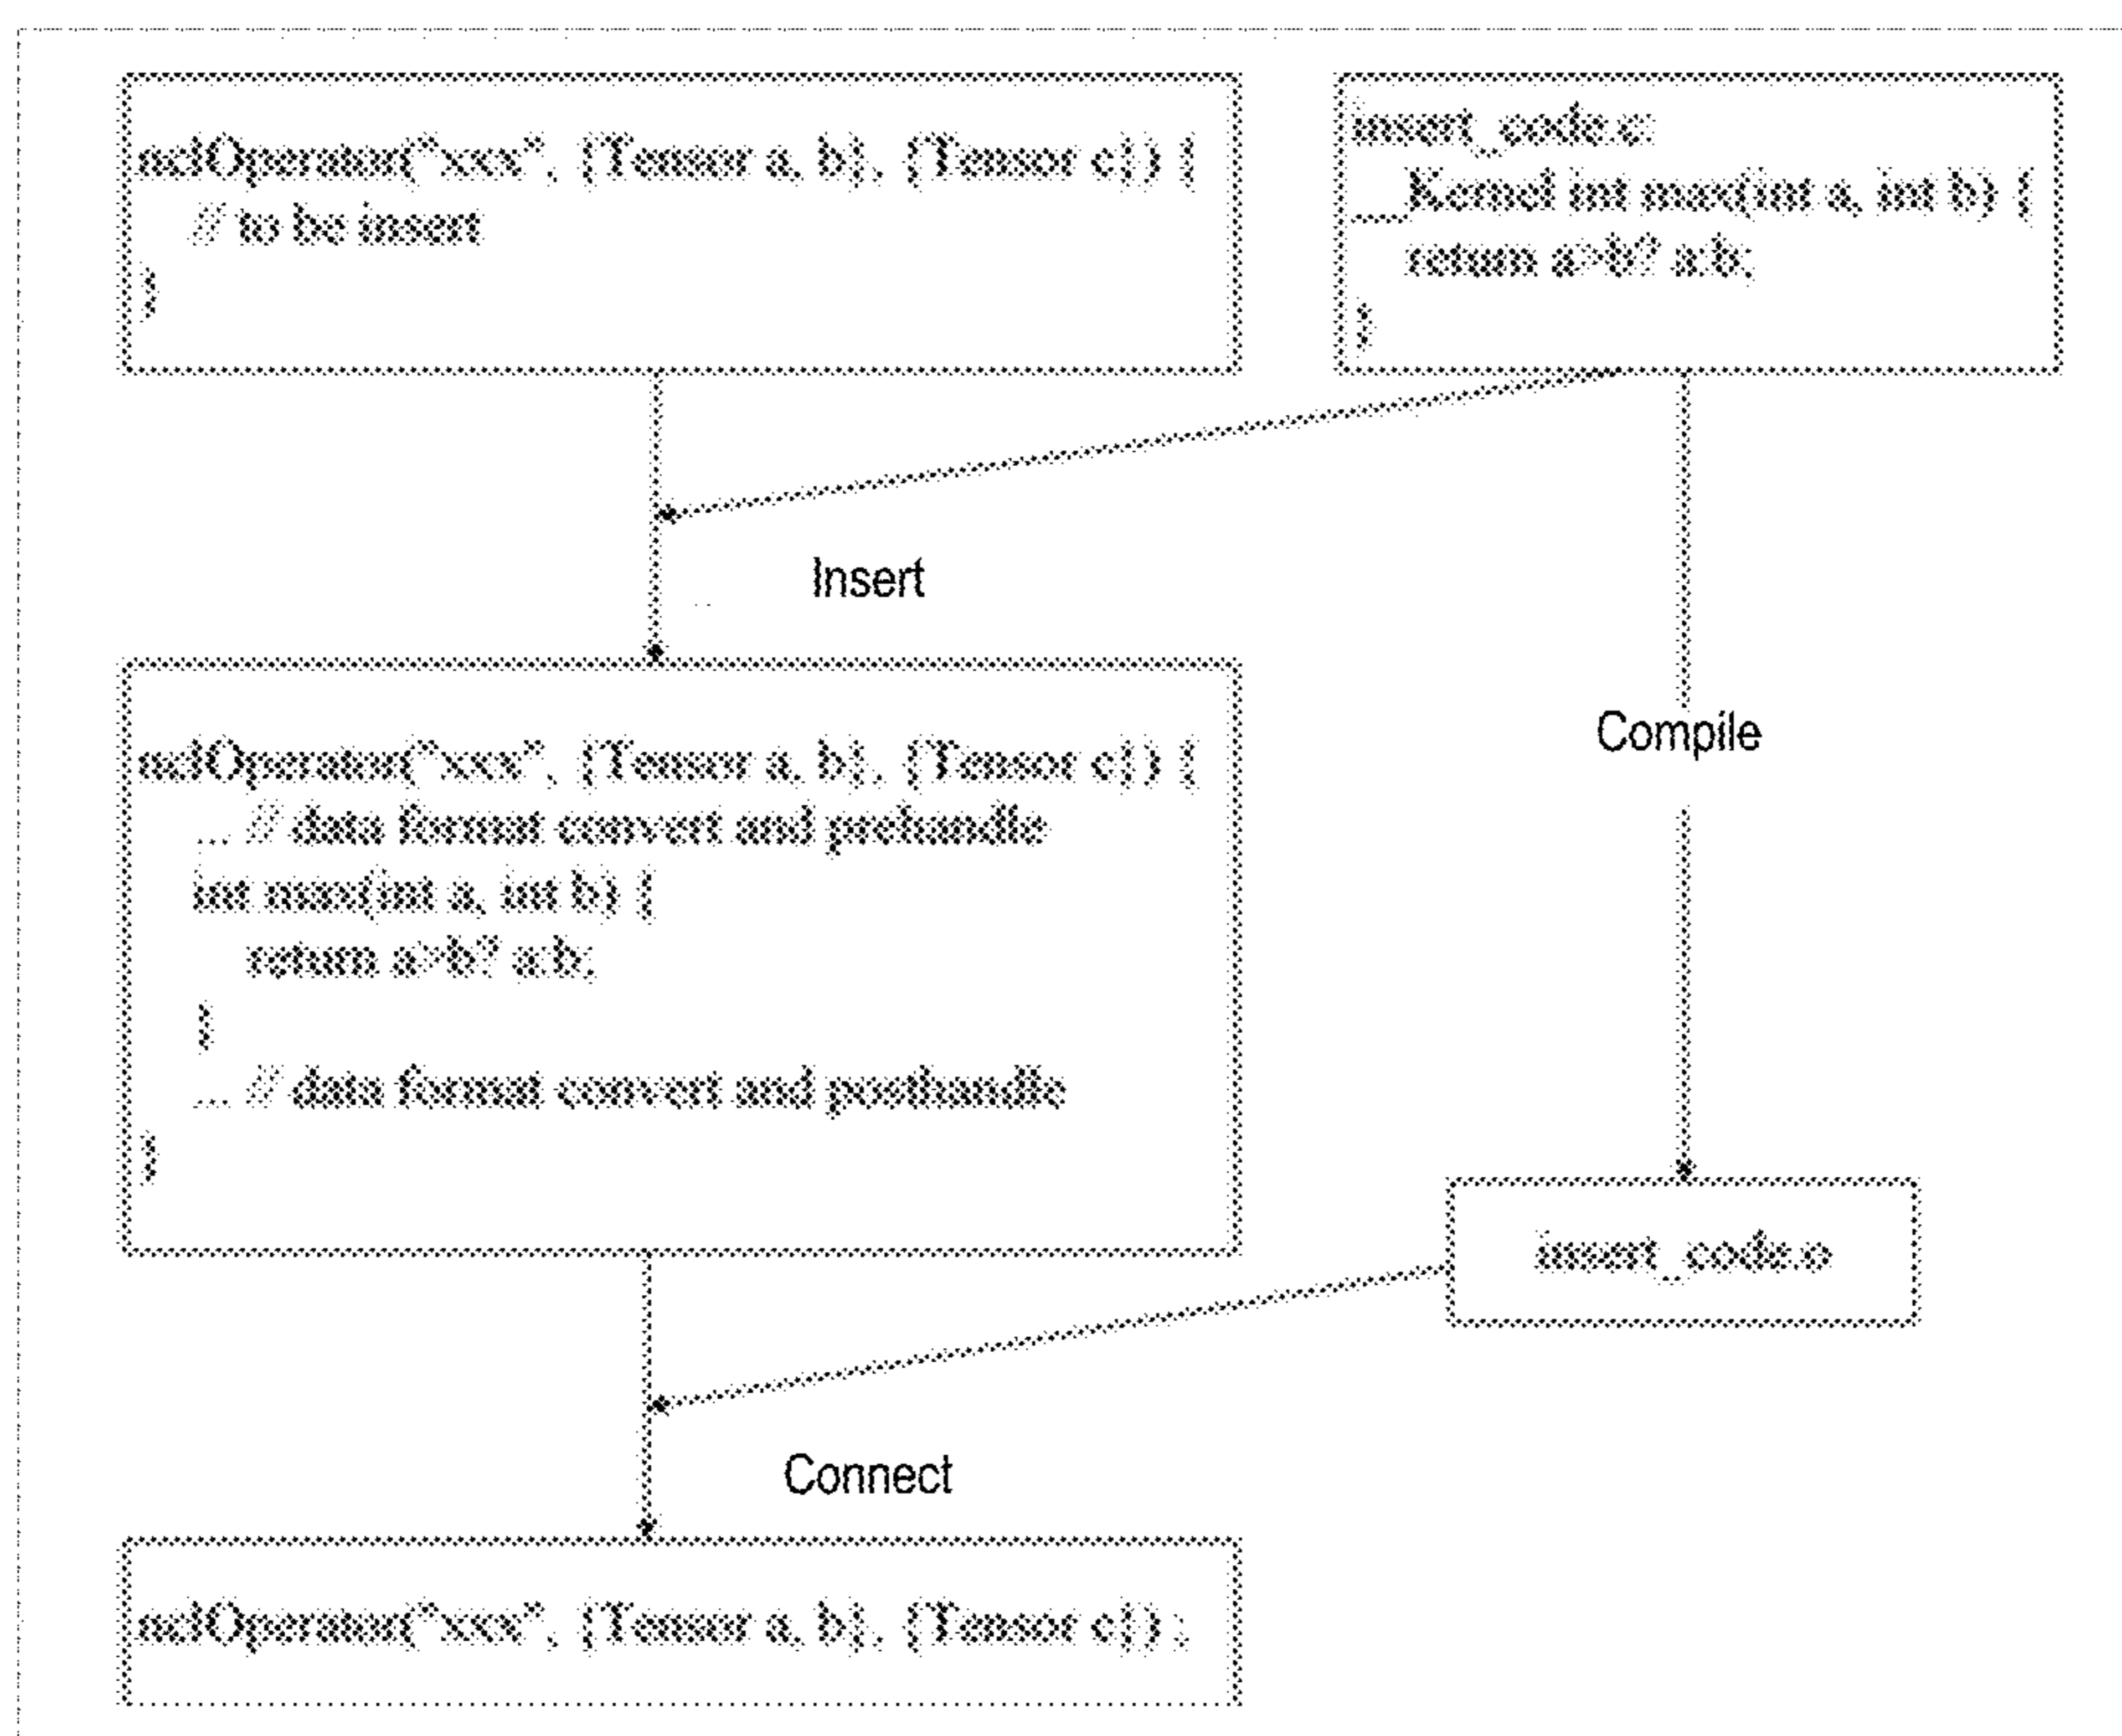 nclOperator("xxx", {Tensor a, b}, {Tensor c}) {
// to be insert
}
insert_code.c:
__Kernel int max(int a, int b) {
return a>b? a:b;
}
Insert
Compile
nclOperator("xxx", {Tensor a, b}, {Tensor c}) {
... // data format convert and prehandle
int max(int a, int b) {
return a>b? a:b;
}
... // data format convert and posthandle
}
insert_code.o
Connect
nclOperator("xxx", {Tensor a, b}, {Tensor c}) ;